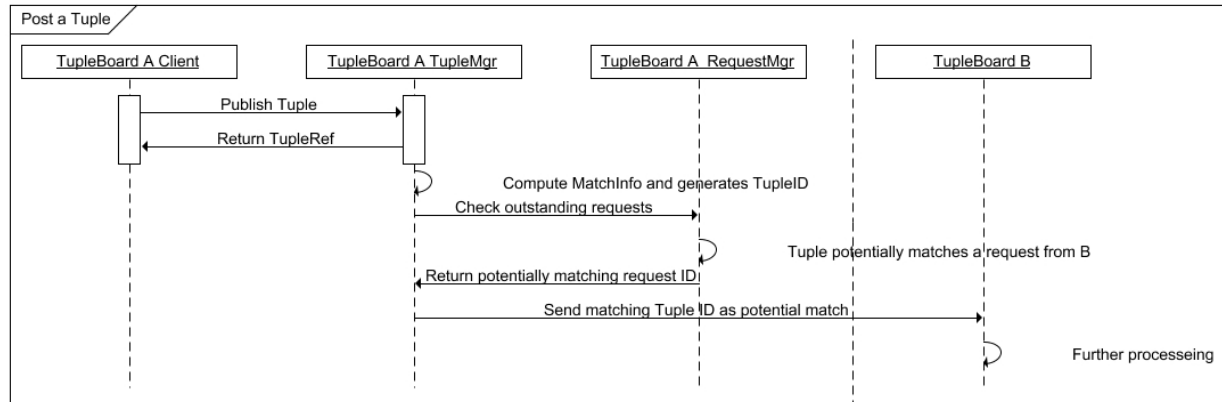 Post a Tuple
TupleBoard A Client
TupleBoard A TupleMgr
TupleBoard A RequestMgr
TupleBoard B
Publish Tuple
Return TupleRef
Compute MatchInfo and generates TupleID
Check outstanding requests
Tuple potentially matches a request from B
Return potentially matching request ID
Send matching Tuple ID as potential match
Further processeing